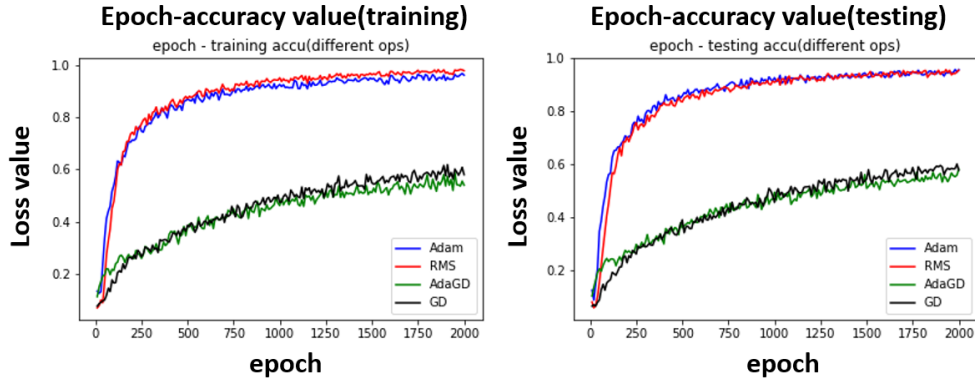 Epoch-accuracy value(training)
epoch - training accu(different ops)
Loss value
1.0
0.8
0.6
0.4
0.2
Adam
RMS
AdaGD
GD
0 250 500 750 1000 1250 1500 1750 2000
epoch
Epoch-accuracy value(testing)
epoch - testing accu(different ops)
Loss value
1.0
0.8
0.6
0.4
0.2
Adam
RMS
AdaGD
GD
0 250 500 750 1000 1250 1500 1750 2000
epoch